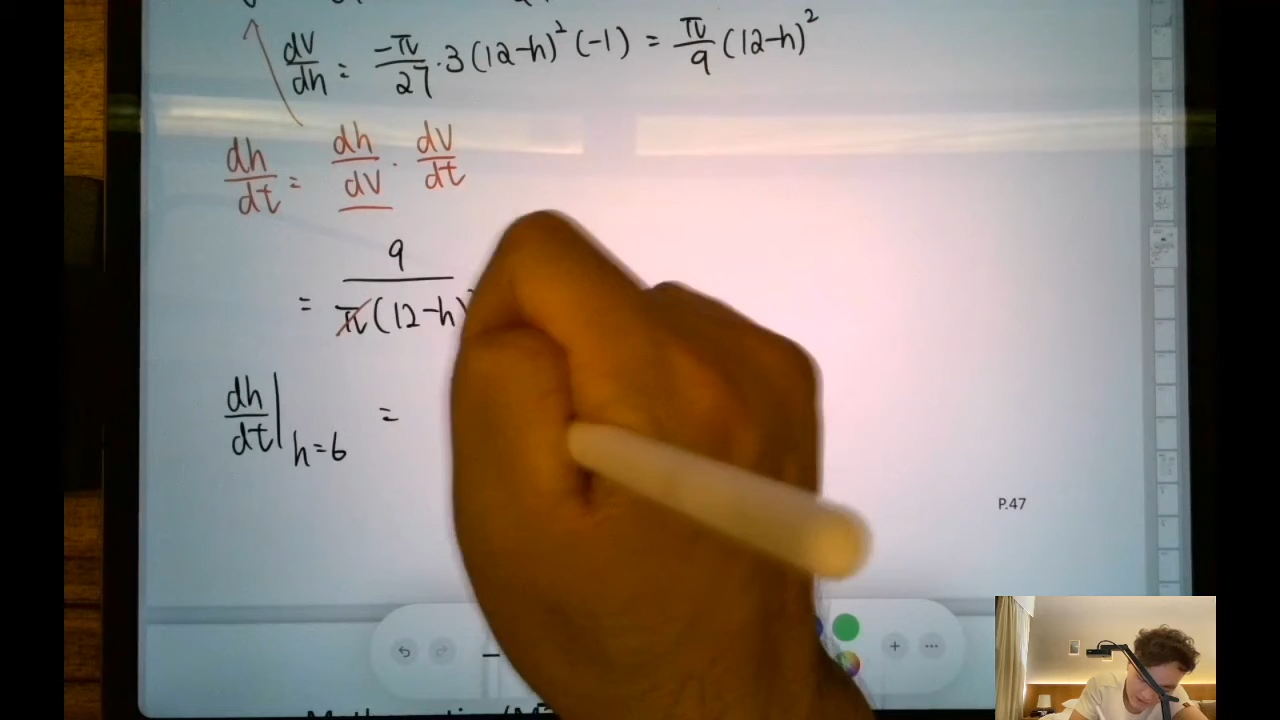 dv/dh = -π/27 · 3(12-h)² (-1) = π/9 (12-h)²
dh/dt = dh/dV · dV/dt
= 9/π(12-h)
dh/dt | h=6 =
P.47